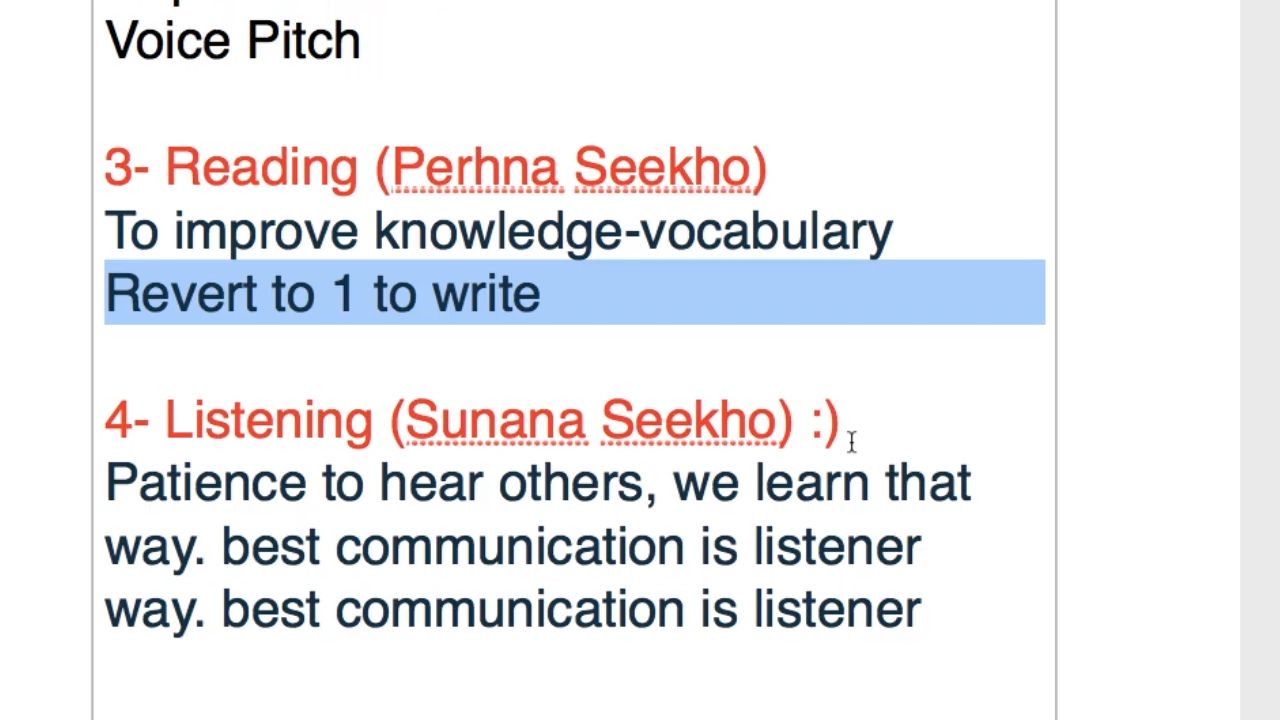 Voice Pitch
3- Reading (Perhna Seekho)
To improve knowledge-vocabulary
Revert to 1 to write
4- Listening (Sunana Seekho) :)
Patience to hear others, we learn that
way. best communication is listener
way. best communication is listener